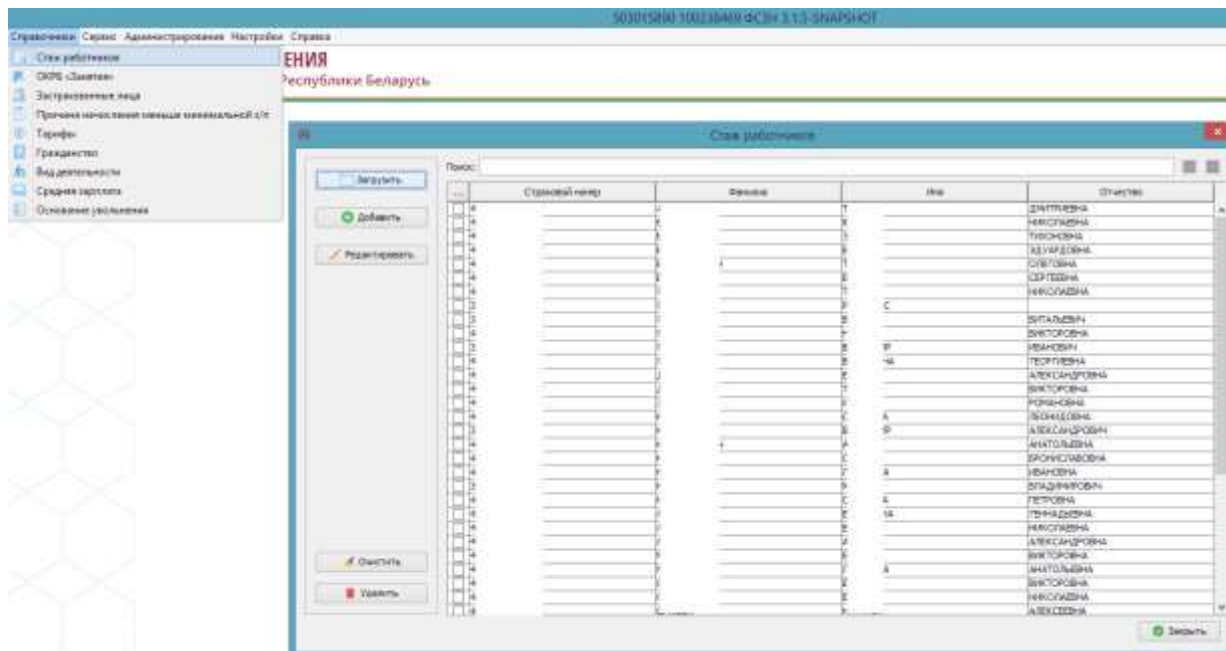 503015890 100238469 ФСЗН 3.1.3-SNAPSHOT
Справочники Сервис Администрирование Настройки Справка
Стаж работников
ОКРБ «Занятия»
Застрахованные лица
Причина начисления меньше минимальной з/п
Тарифы
Гражданство
Вид деятельности
Средняя зарплата
Основание увольнения
ЕНИЯ
Республики Беларусь
Стаж работников
Загрузить
Добавить
Редактировать
Очистить
Удалить
Поиск:
... Страховой номер Фамилия Имя Отчество
ДМИТРИЕВНА
НИКОЛАЕВНА
ТИХОНОВНА
ЭДУАРДОВНА
ОЛЕГОВНА
СЕРГЕЕВНА
НИКОЛАЕВНА
С
ВИТАЛЬЕВИЧ
ВИКТОРОВНА
ИВАНОВИЧ
ГЕОРГИЕВНА
АЛЕКСАНДРОВНА
ВИКТОРОВНА
РОМАНОВНА
ЛЕОНИДОВНА
АЛЕКСАНДРОВИЧ
АНАТОЛЬЕВНА
БРОНИСЛАВОВНА
ИВАНОВНА
ВЛАДИМИРОВИЧ
ПЕТРОВНА
ГЕННАДЬЕВНА
НИКОЛАЕВНА
АЛЕКСАНДРОВНА
ВИКТОРОВНА
АНАТОЛЬЕВНА
ВИКТОРОВНА
НИКОЛАЕВНА
АЛЕКСЕЕВНА
Закрыть